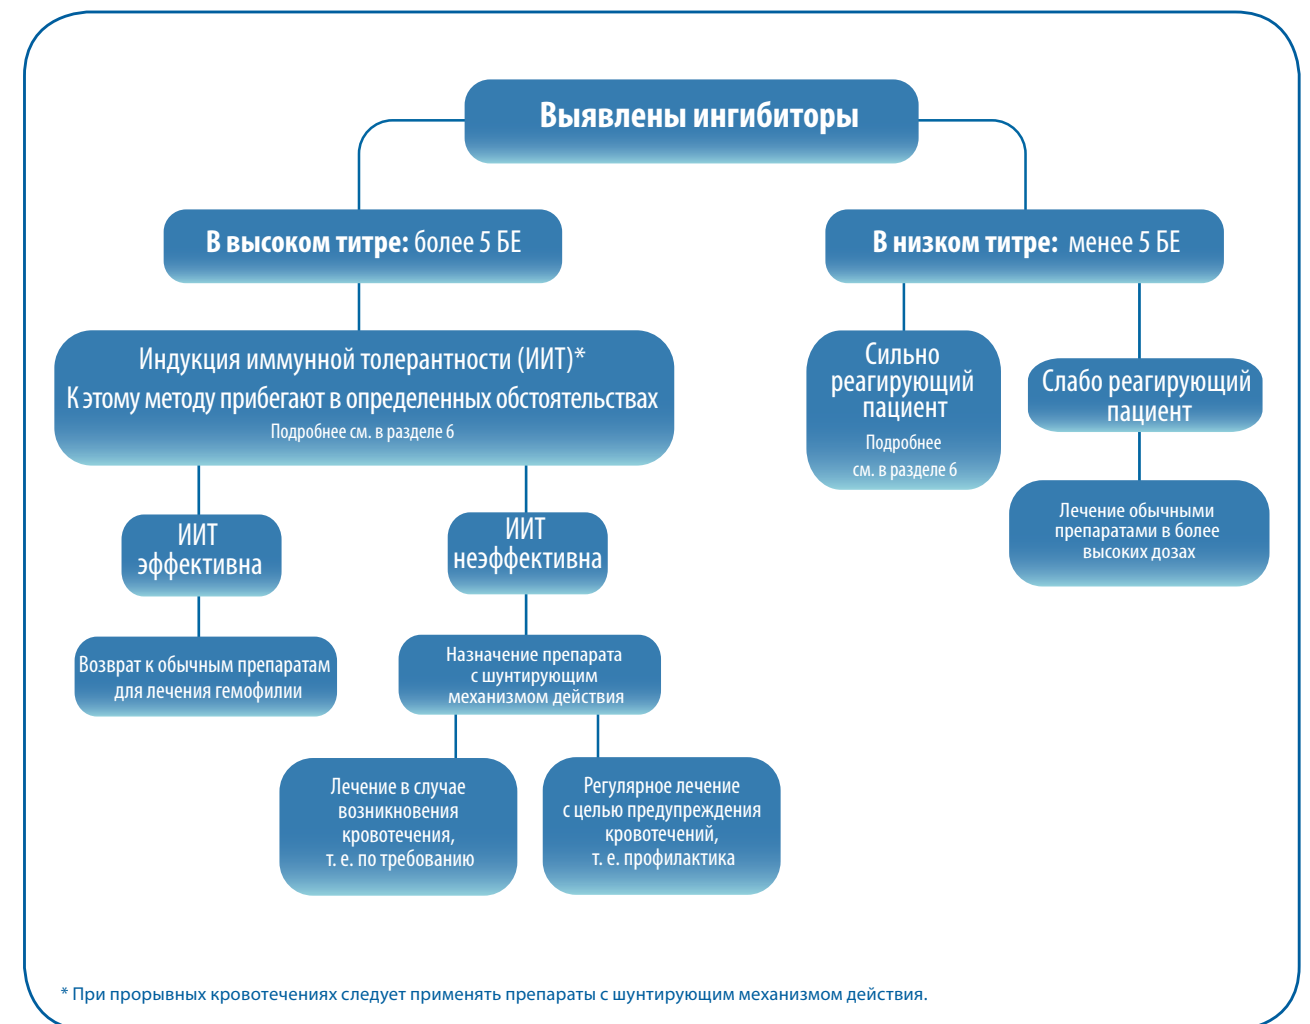 Выявлены ингибиторы
В высоком титре: более 5 БЕ
В низком титре: менее 5 БЕ
Индукция иммунной толерантности (ИИТ)*
К этому методу прибегают в определенных обстоятельствах
Подробнее см. в разделе 6
Сильно
реагирующий
пациент
Подробнее
см. в разделе 6
Слабо реагирующий
пациент
Лечение обычными
препаратами в более
высоких дозах
ИИТ
эффективна
ИИТ
неэффективна
Возврат к обычным препаратам
для лечения гемофилии
Назначение препарата
с шунтирующим
механизмом действия
Лечение в случае
возникновения
кровотечения,
т. е. по требованию
Регулярное лечение
с целью предупреждения
кровотечений,
т. е. профилактика
* При прорывных кровотечениях следует применять препараты с шунтирующим механизмом действия.